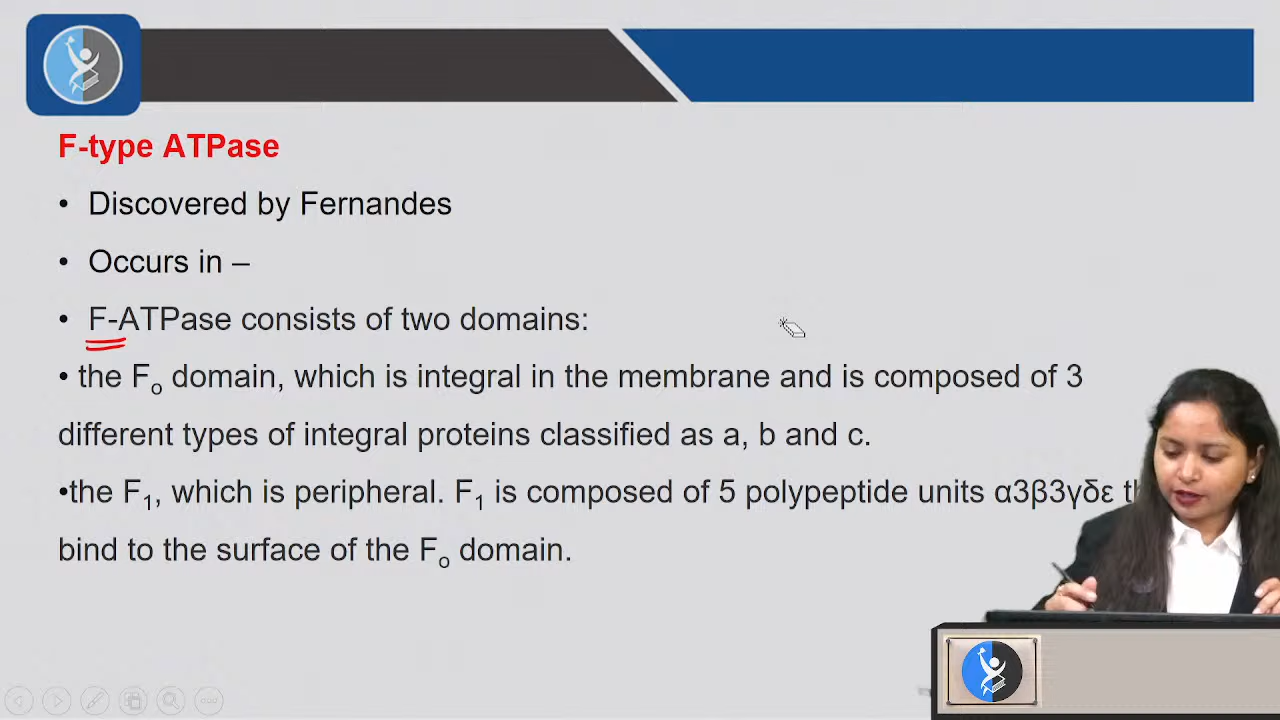 F-type ATPase
• Discovered by Fernandes
• Occurs in –
• F-ATPase consists of two domains:
• the Fₒ domain, which is integral in the membrane and is composed of 3
different types of integral proteins classified as a, b and c.
•the F₁, which is peripheral. F₁ is composed of 5 polypeptide units α3β3γδε
bind to the surface of the Fₒ domain.